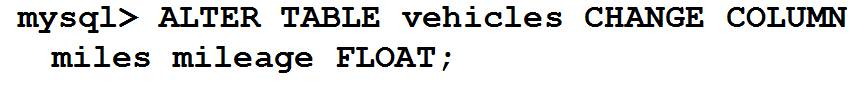 mysql> ALTER TABLE vehicles CHANGE COLUMN
miles mileage FLOAT;